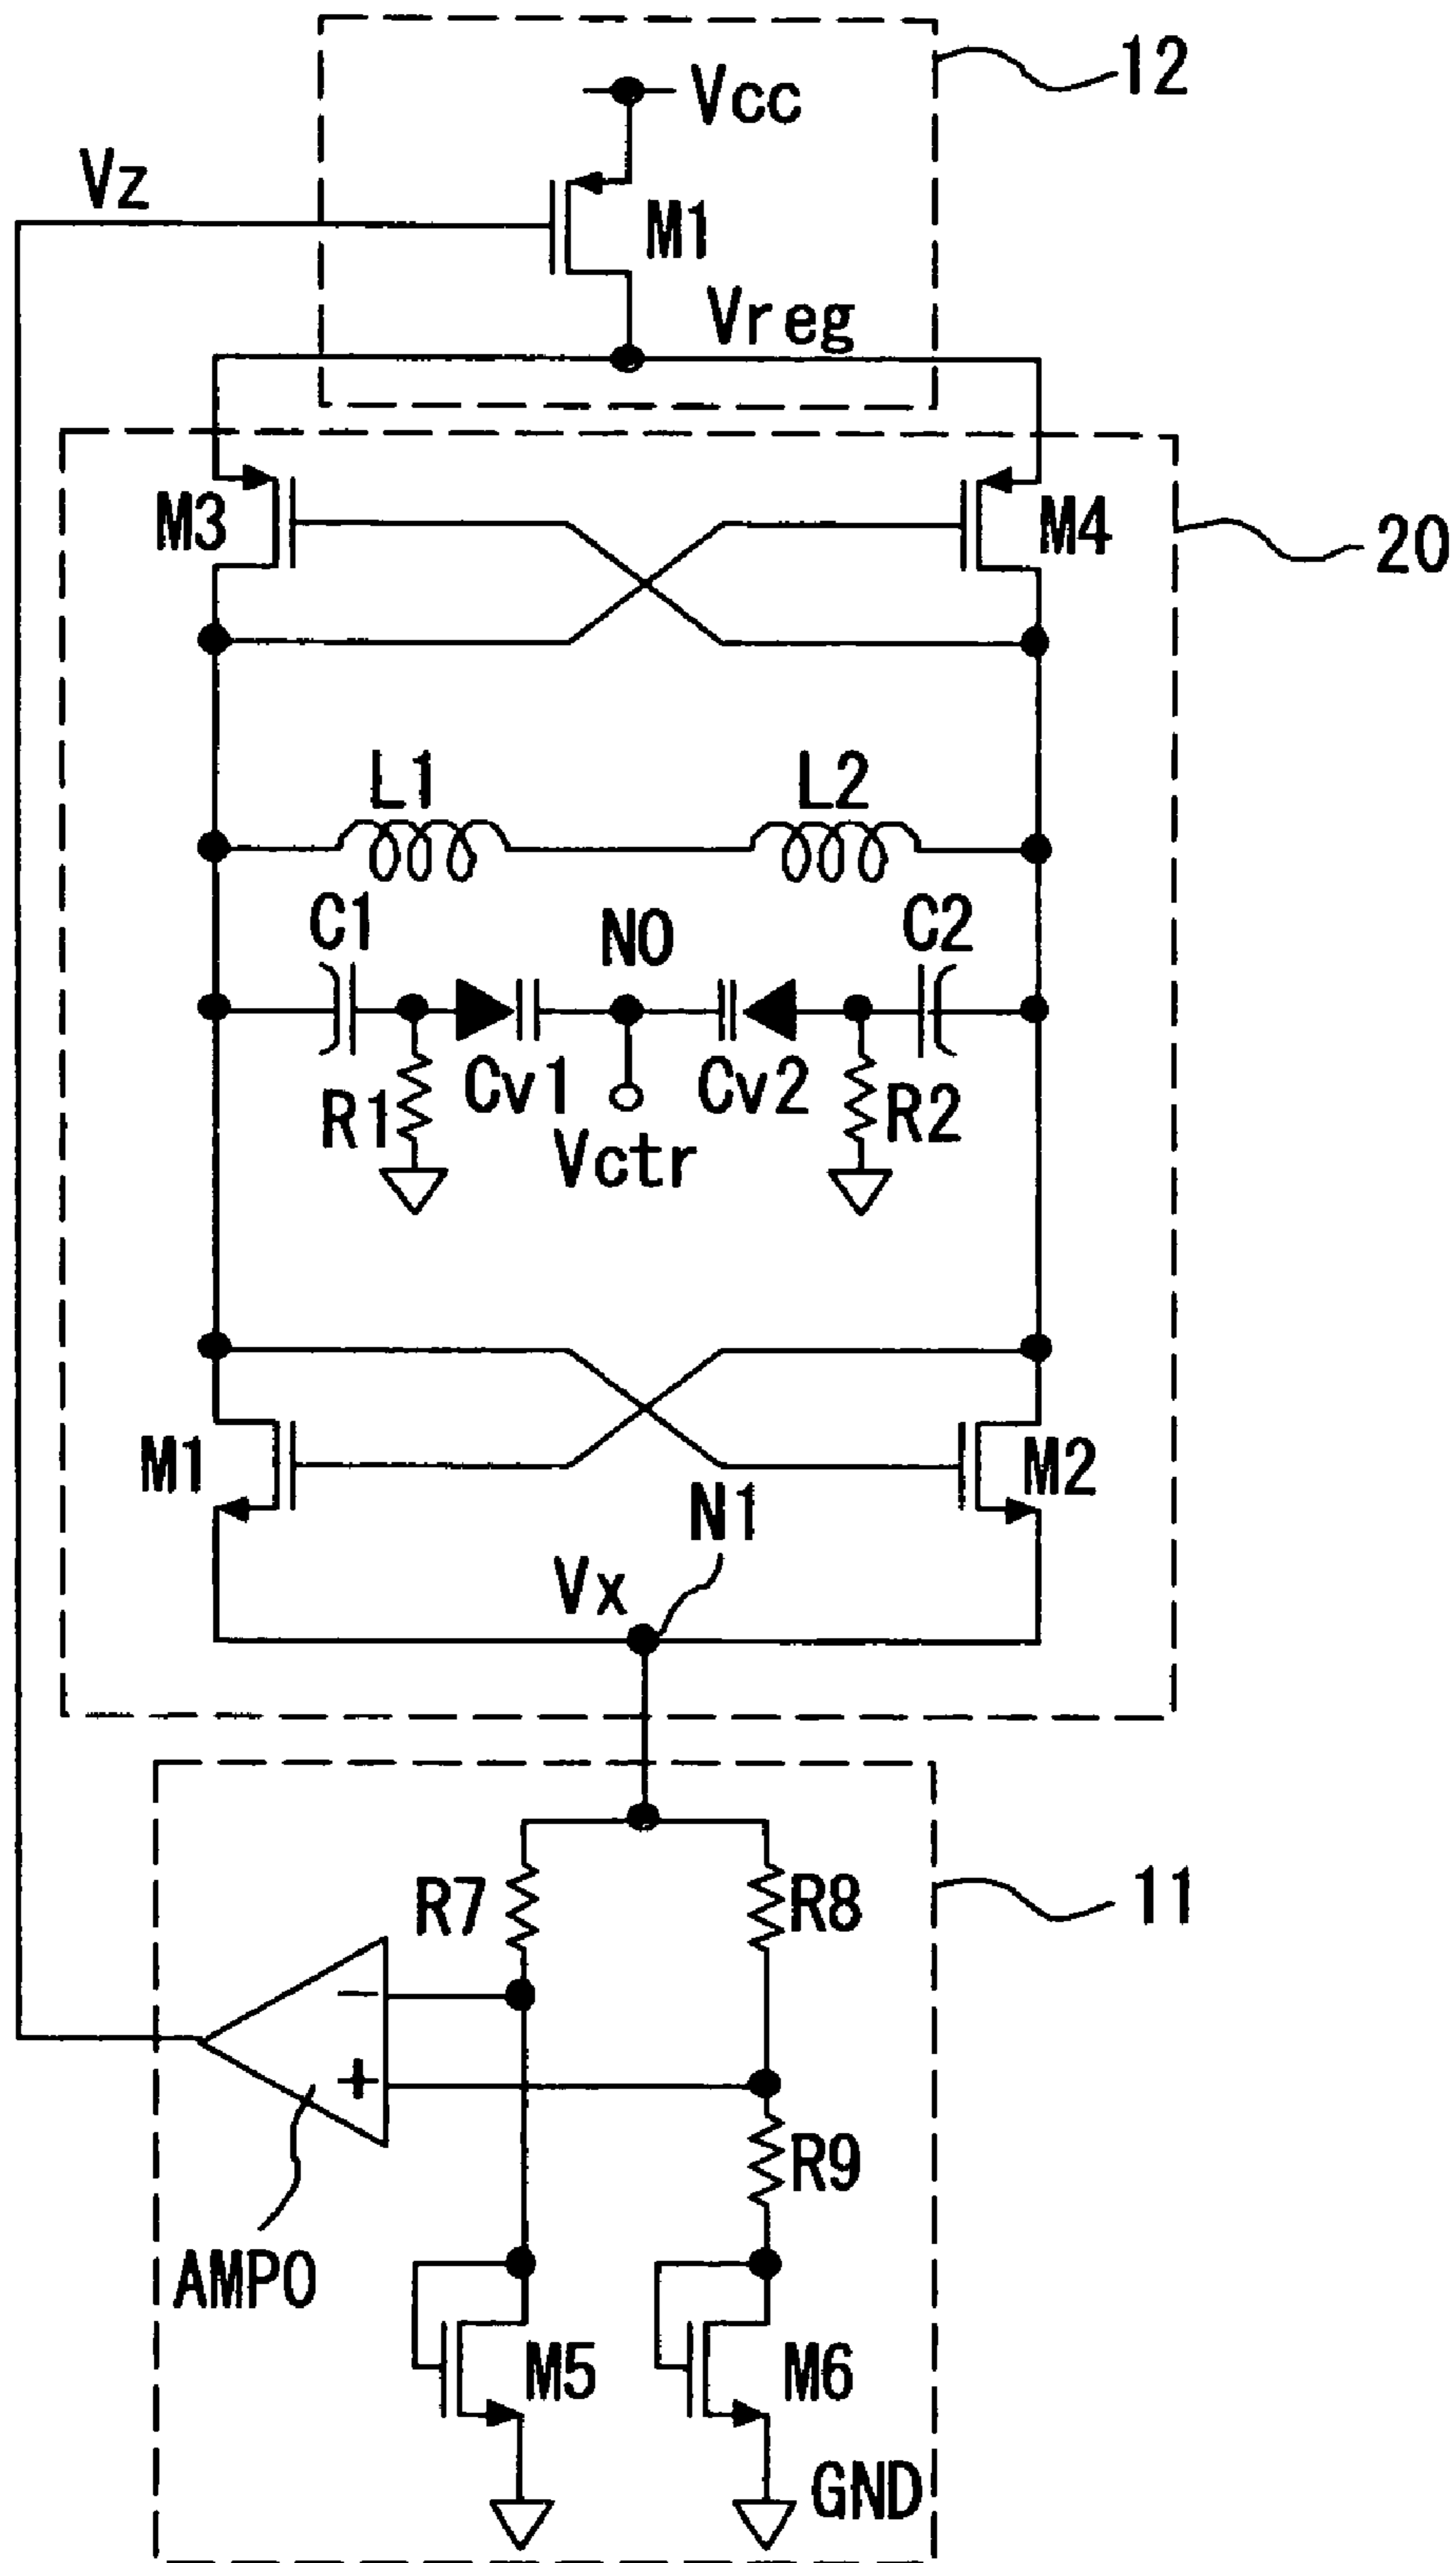 12
Vcc
Vz
M1
Vreg
M3
M4
20
L1
L2
C1
N0
C2
Cv1
Cv2
R1
R2
Vctr
M1
M2
N1
Vx
R7
R8
11
−
+
R9
AMP0
M5
M6
GND